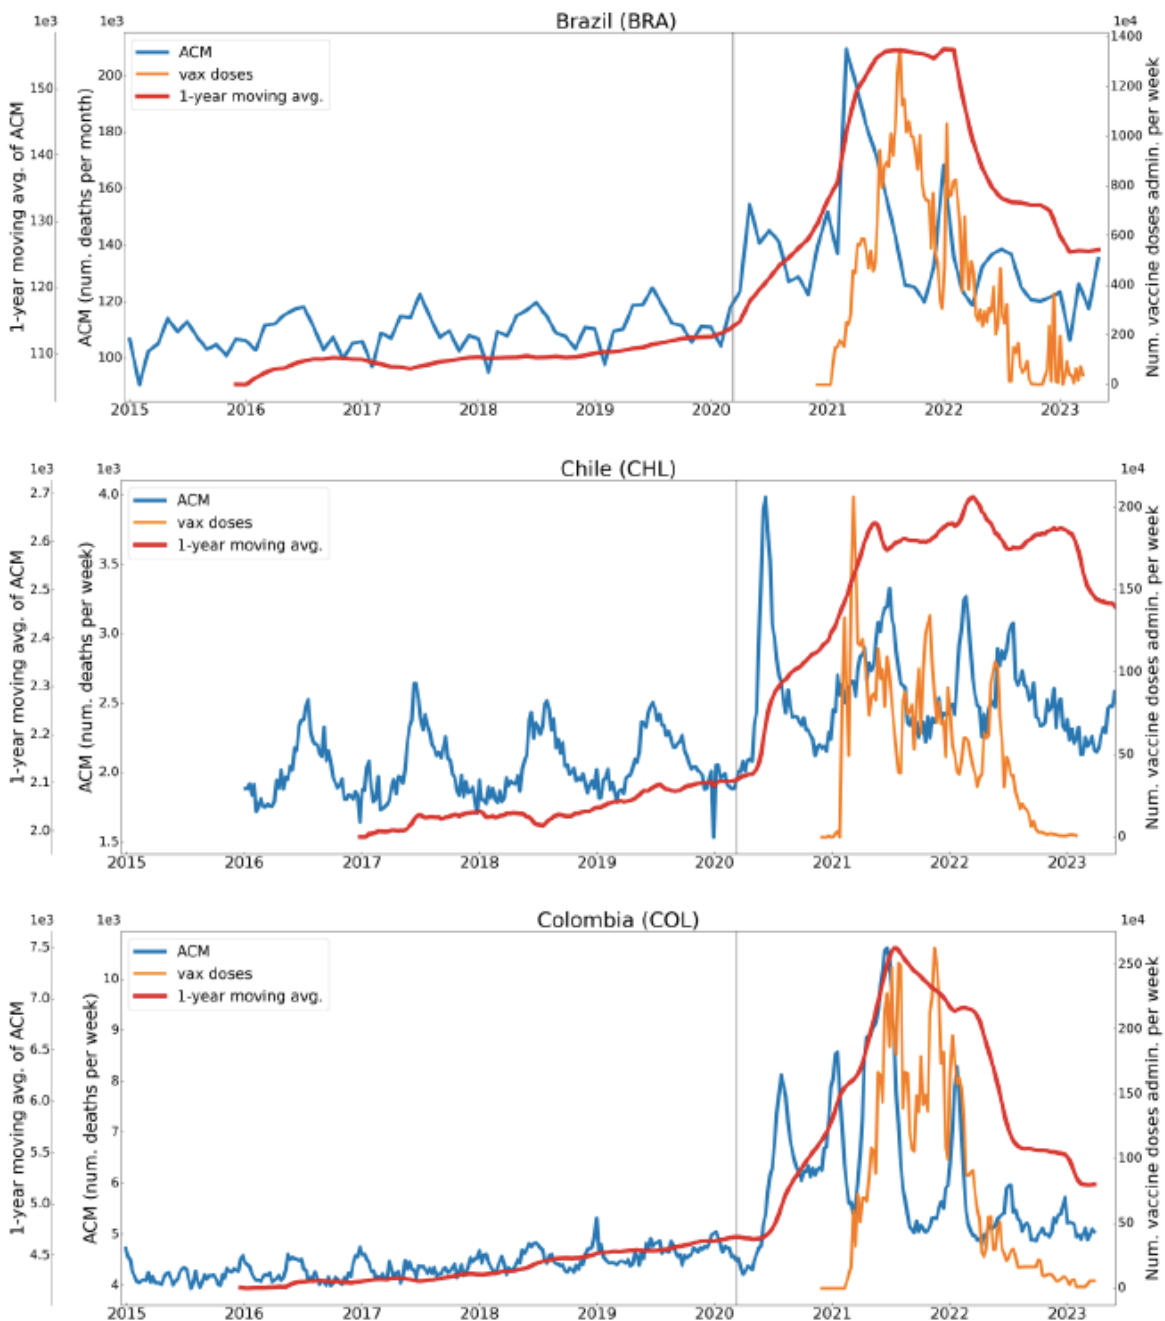 Brazil (BRA)
1e3
1e3
1e4
ACM
vax doses
1-year moving avg.
1-year moving avg. of ACM
150
140
130
120
110
ACM (num. deaths per month)
200
180
160
140
120
100
Num. vaccine doses admin. per week
1400
1200
1000
800
600
400
200
0
2015 2016 2017 2018 2019 2020 2021 2022 2023
Chile (CHL)
1e3
1e3
1e4
ACM
vax doses
1-year moving avg.
1-year moving avg. of ACM
2.7
2.6
2.5
2.4
2.3
2.2
2.1
2.0
ACM (num. deaths per week)
4.0
3.5
3.0
2.5
2.0
1.5
Num. vaccine doses admin. per week
200
150
100
50
0
2015 2016 2017 2018 2019 2020 2021 2022 2023
Colombia (COL)
1e3
1e3
1e4
ACM
vax doses
1-year moving avg.
1-year moving avg. of ACM
7.5
7.0
6.5
6.0
5.5
5.0
4.5
ACM (num. deaths per week)
10
9
8
7
6
5
4
Num. vaccine doses admin. per week
250
200
150
100
50
0
2015 2016 2017 2018 2019 2020 2021 2022 2023